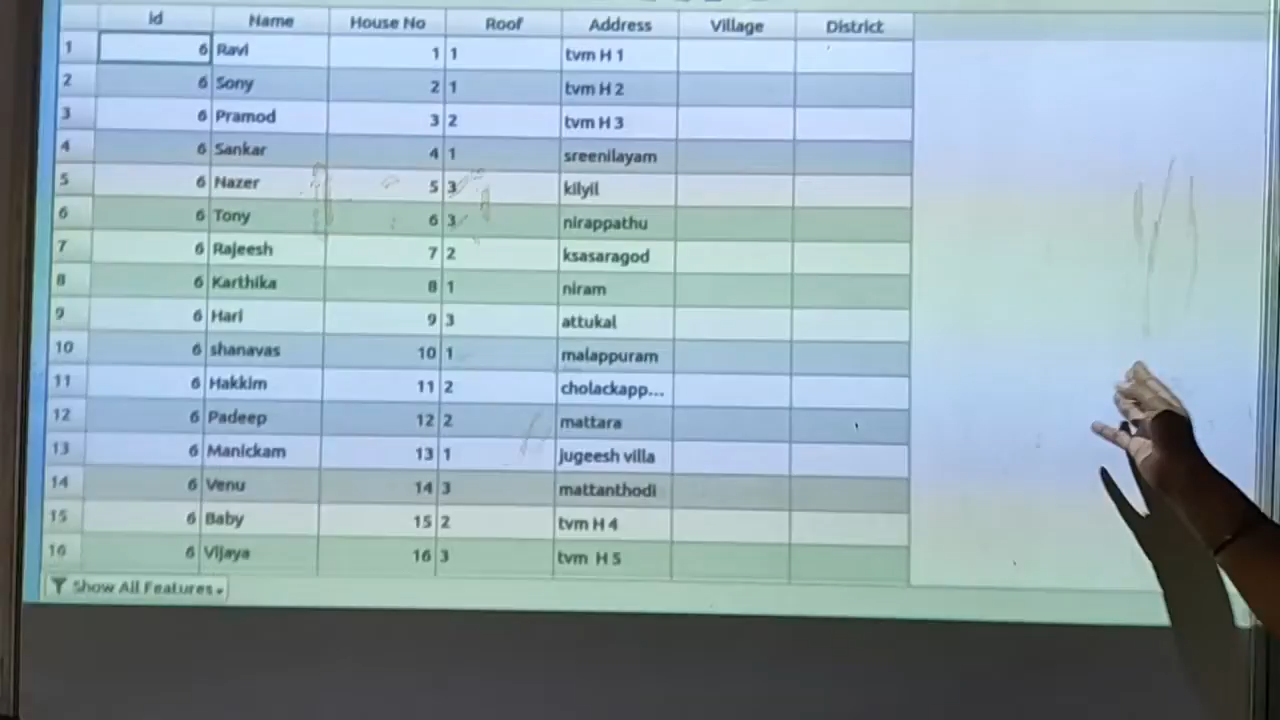 Id Name House No Roof Address Village District
1 6 Ravi 1 1 tvm H 1
2 6 Sony 2 1 tvm H 2
3 6 Pramod 3 2 tvm H 3
4 6 Sankar 4 1 sreenilayam
5 6 Nazer 5 3 kilyil
6 6 Tony 6 3 nirappathu
7 6 Rajeesh 7 2 ksasaragod
8 6 Karthika 8 1 niram
9 6 Hari 9 3 attukal
10 6 shanavas 10 1 malappuram
11 6 Hakkim 11 2 cholackapp...
12 6 Padeep 12 2 mattara
13 6 Manickam 13 1 jugeesh villa
14 6 Venu 14 3 mattanthodi
15 6 Baby 15 2 tvm H 4
16 6 Vijaya 16 3 tvm H 5
Show All Features